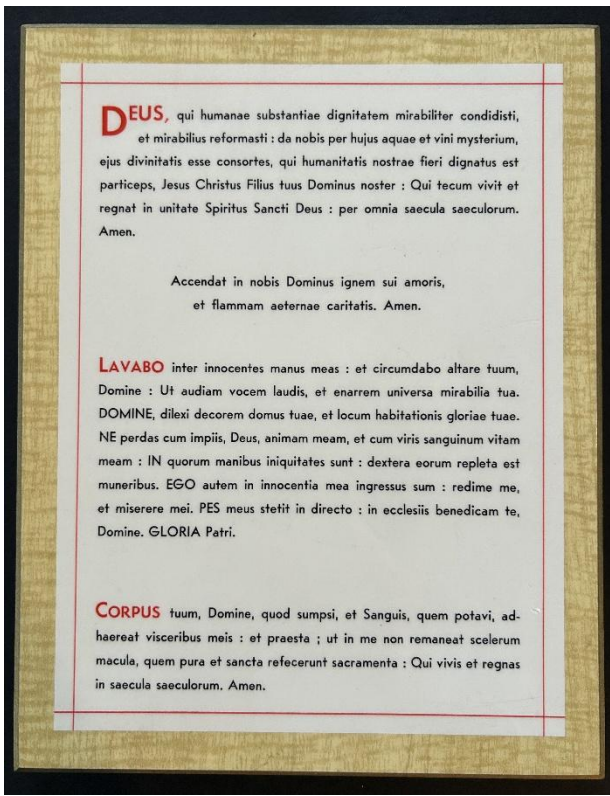 DEUS, qui humanae substantiae dignitatem mirabiliter condidisti,
et mirabilius reformasti : da nobis per hujus aquae et vini mysterium,
ejus divinitatis esse consortes, qui humanitatis nostrae fieri dignatus est
particeps, Jesus Christus Filius tuus Dominus noster : Qui tecum vivit et
regnat in unitate Spiritus Sancti Deus : per omnia saecula saeculorum.
Amen.
Accendat in nobis Dominus ignem sui amoris,
et flammam aeternae caritatis. Amen.
LAVABO inter innocentes manus meas : et circumdabo altare tuum,
Domine : Ut audiam vocem laudis, et enarrem universa mirabilia tua.
DOMINE, dilexi decorem domus tuae, et locum habitationis gloriae tuae.
NE perdas cum impiis, Deus, animam meam, et cum viris sanguinum vitam
meam : IN quorum manibus iniquitates sunt : dextera eorum repleta est
muneribus. EGO autem in innocentia mea ingressus sum : redime me,
et miserere mei. PES meus stetit in directo : in ecclesiis benedicam te,
Domine. GLORIA Patri.
CORPUS tuum, Domine, quod sumpsi, et Sanguis, quem potavi, ad-
haereat visceribus meis : et praesta ; ut in me non remaneat scelerum
macula, quem pura et sancta refecerunt sacramenta : Qui vivis et regnas
in saecula saeculorum. Amen.